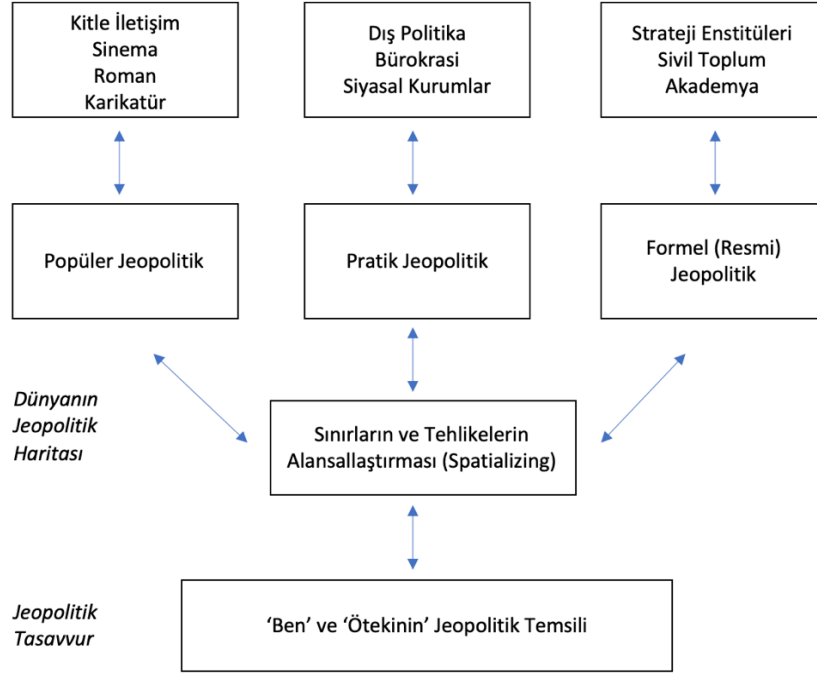 Kitle İletişim
Sinema
Roman
Karikatür
Dış Politika
Bürokrasi
Siyasal Kurumlar
Strateji Enstitüleri
Sivil Toplum
Akademya
Popüler Jeopolitik
Pratik Jeopolitik
Formel (Resmi)
Jeopolitik
Dünyanın
Jeopolitik
Haritası
Sınırların ve Tehlikelerin
Alansallaştırması (Spatializing)
Jeopolitik
Tasavvur
‘Ben’ ve ‘Ötekinin’ Jeopolitik Temsili